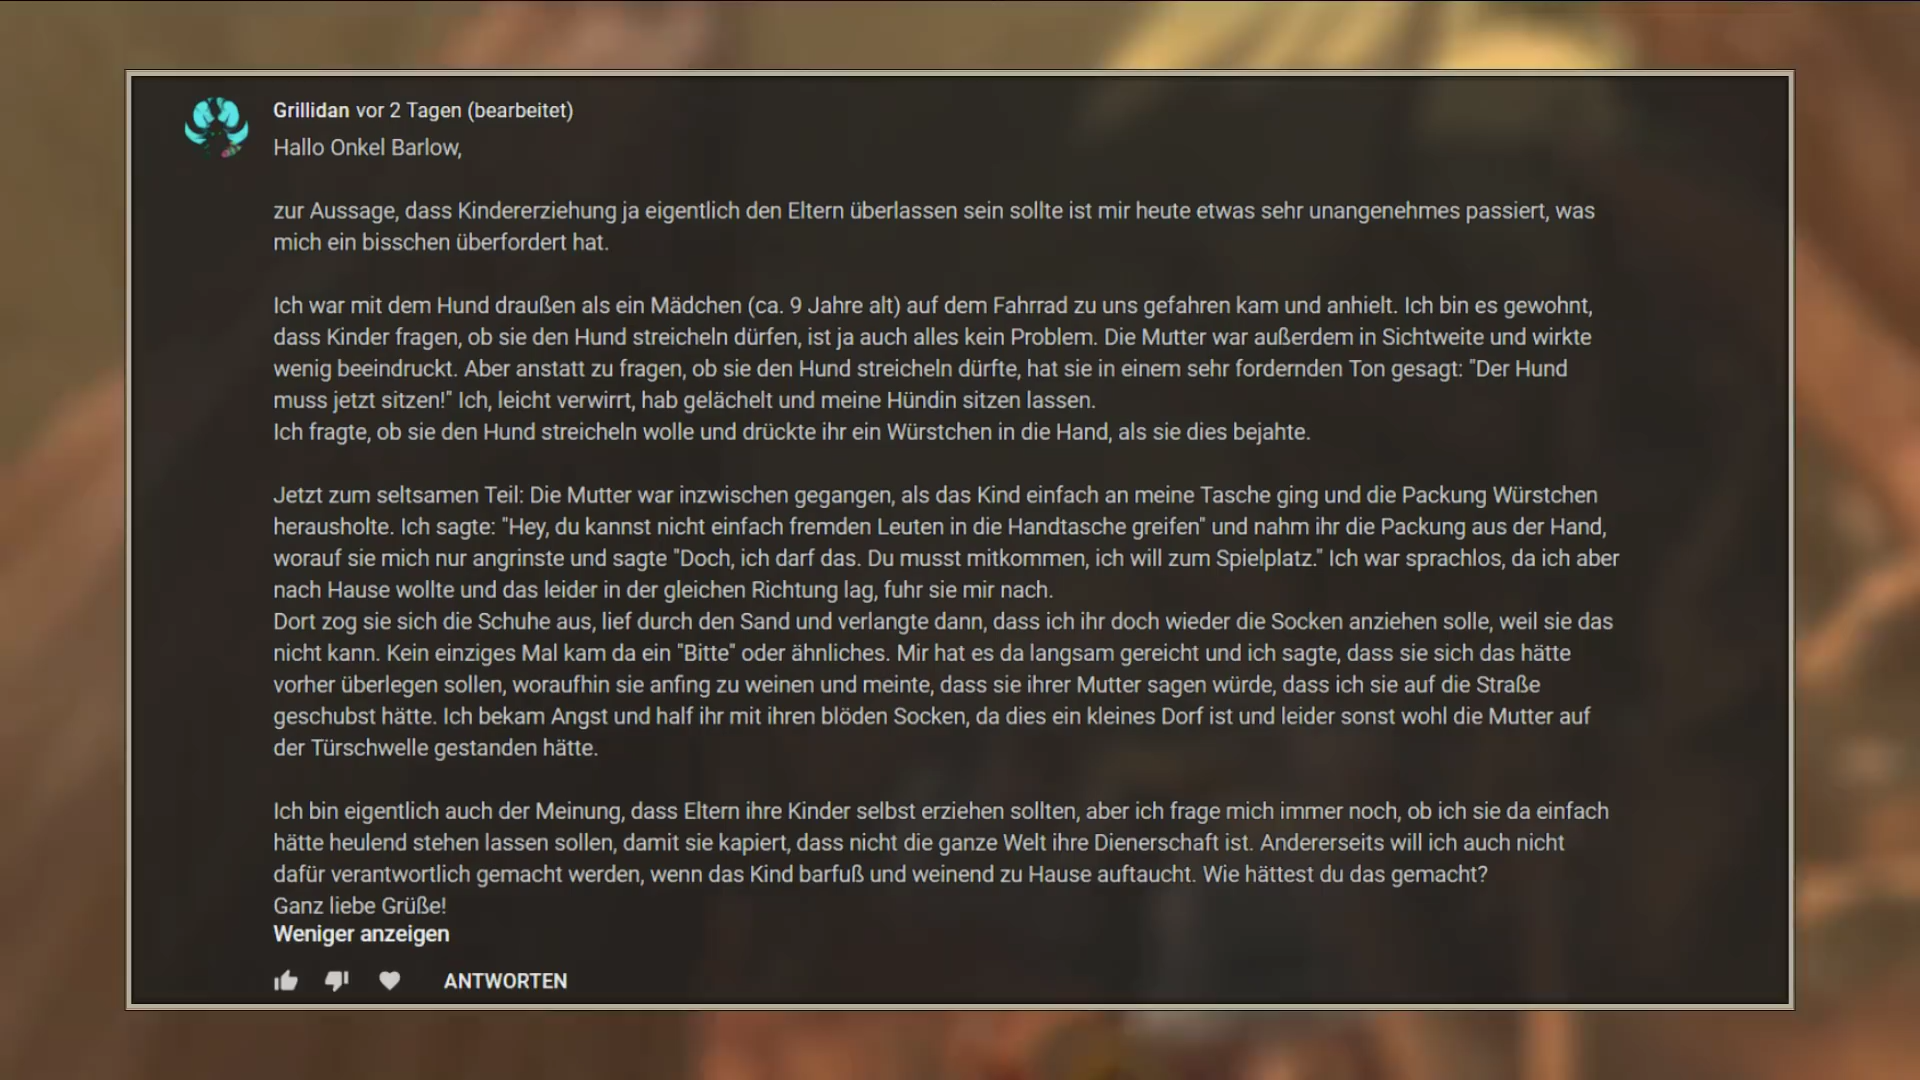 Grillidan vor 2 Tagen (bearbeitet)
Hallo Onkel Barlow,
zur Aussage, dass Kindererziehung ja eigentlich den Eltern überlassen sein sollte ist mir heute etwas sehr unangenehmes passiert, was
mich ein bisschen überfordert hat.
Ich war mit dem Hund draußen als ein Mädchen (ca. 9 Jahre alt) auf dem Fahrrad zu uns gefahren kam und anhielt. Ich bin es gewohnt,
dass Kinder fragen, ob sie den Hund streicheln dürfen, ist ja auch alles kein Problem. Die Mutter war außerdem in Sichtweite und wirkte
wenig beeindruckt. Aber anstatt zu fragen, ob sie den Hund streicheln dürfte, hat sie in einem sehr fordernden Ton gesagt: "Der Hund
muss jetzt sitzen!" Ich, leicht verwirrt, hab gelächelt und meine Hündin sitzen lassen.
Ich fragte, ob sie den Hund streicheln wolle und drückte ihr ein Würstchen in die Hand, als sie dies bejahte.
Jetzt zum seltsamen Teil: Die Mutter war inzwischen gegangen, als das Kind einfach an meine Tasche ging und die Packung Würstchen
herausholte. Ich sagte: "Hey, du kannst nicht einfach fremden Leuten in die Handtasche greifen" und nahm ihr die Packung aus der Hand,
worauf sie mich nur angrinste und sagte "Doch, ich darf das. Du musst mitkommen, ich will zum Spielplatz." Ich war sprachlos, da ich aber
nach Hause wollte und das leider in der gleichen Richtung lag, fuhr sie mir nach.
Dort zog sie sich die Schuhe aus, lief durch den Sand und verlangte dann, dass ich ihr doch wieder die Socken anziehen solle, weil sie das
nicht kann. Kein einziges Mal kam da ein "Bitte" oder ähnliches. Mir hat es da langsam gereicht und ich sagte, dass sie sich das hätte
vorher überlegen sollen, woraufhin sie anfing zu weinen und meinte, dass sie ihrer Mutter sagen würde, dass ich sie auf die Straße
geschubst hätte. Ich bekam Angst und half ihr mit ihren blöden Socken, da dies ein kleines Dorf ist und leider sonst wohl die Mutter auf
der Türschwelle gestanden hätte.
Ich bin eigentlich auch der Meinung, dass Eltern ihre Kinder selbst erziehen sollten, aber ich frage mich immer noch, ob ich sie da einfach
hätte heulend stehen lassen sollen, damit sie kapiert, dass nicht die ganze Welt ihre Dienerschaft ist. Andererseits will ich auch nicht
dafür verantwortlich gemacht werden, wenn das Kind barfuß und weinend zu Hause auftaucht. Wie hättest du das gemacht?
Ganz liebe Grüße!
Weniger anzeigen
ANTWORTEN